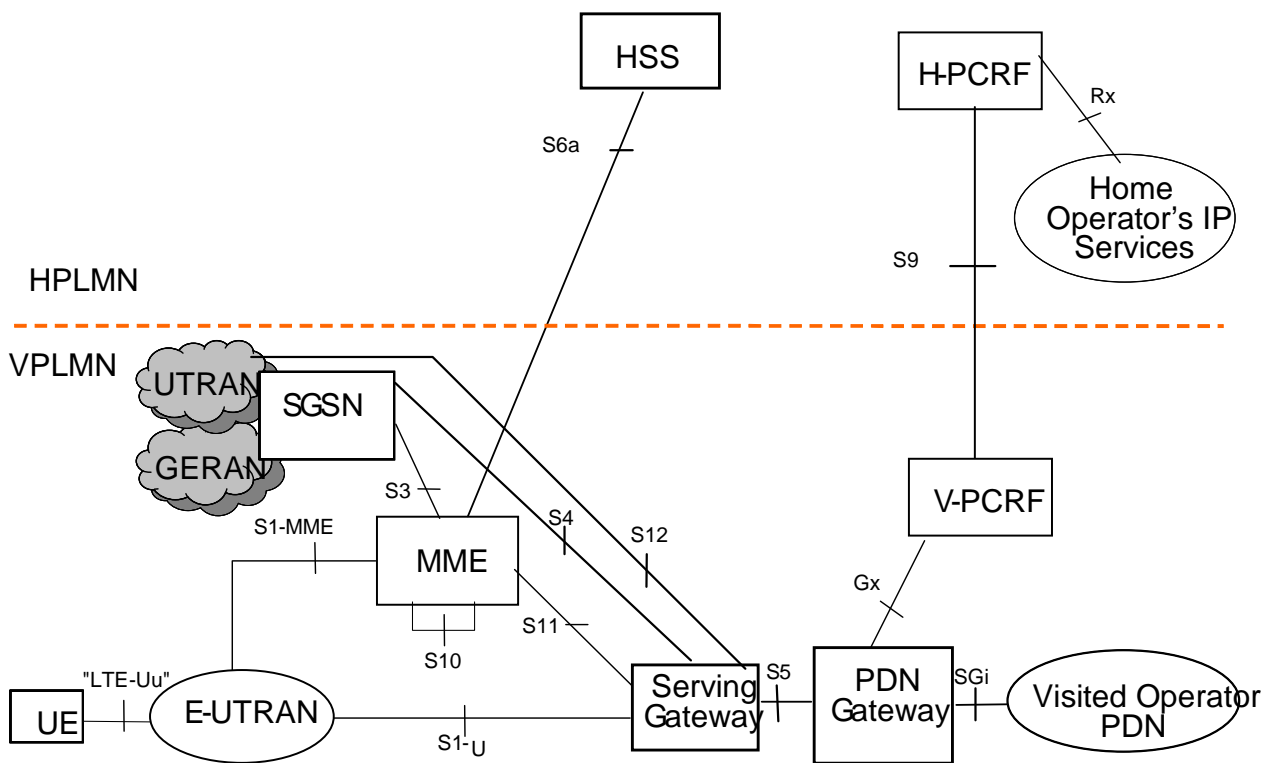 HSS
H-PCRF
Rx
S6a
Home
Operator's IP
Services
S9
HPLMN
VPLMN
UTRAN
SGSN
GERAN
S3
V-PCRF
S1-MME
S4
S12
MME
Gx
S11
S10
"LTE-Uu"
S5
SGi
UE
E-UTRAN
Serving
Gateway
PDN
Gateway
Visited Operator
PDN
S1-U